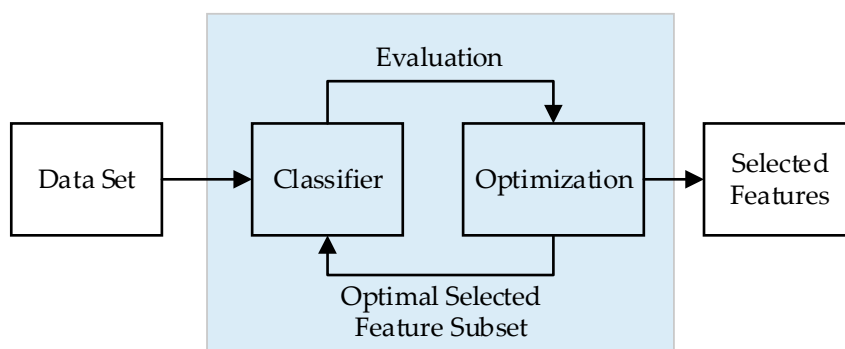 Evaluation
Data Set
Classifier
Optimization
Selected
Features
Optimal Selected
Feature Subset